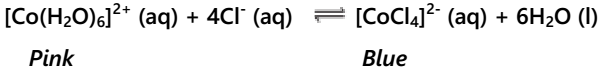 [Co(H₂O)₆]²⁺ (aq) + 4Cl⁻ (aq) ⇌ [CoCl₄]²⁻ (aq) + 6H₂O (l)
Pink Blue